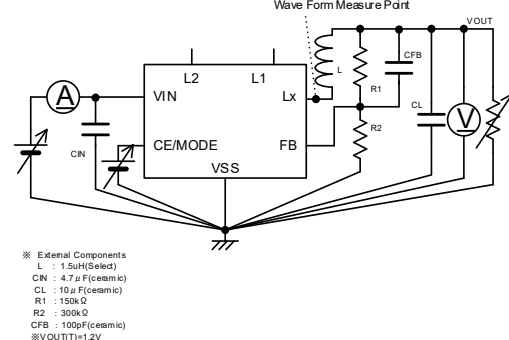 Wave Form Measure Point
VOUT
L2
L1
CFB
L
R1
A
VIN
Lx
CL
V
CIN
CE/MODE
FB
R2
VSS
※ External Components
L : 1.5uH(Select)
CIN : 4.7μF(ceramic)
CL : 10μF(ceramic)
R1 : 150kΩ
R2 : 300kΩ
CFB : 100pF(ceramic)
※VOUT(T)=1.2V